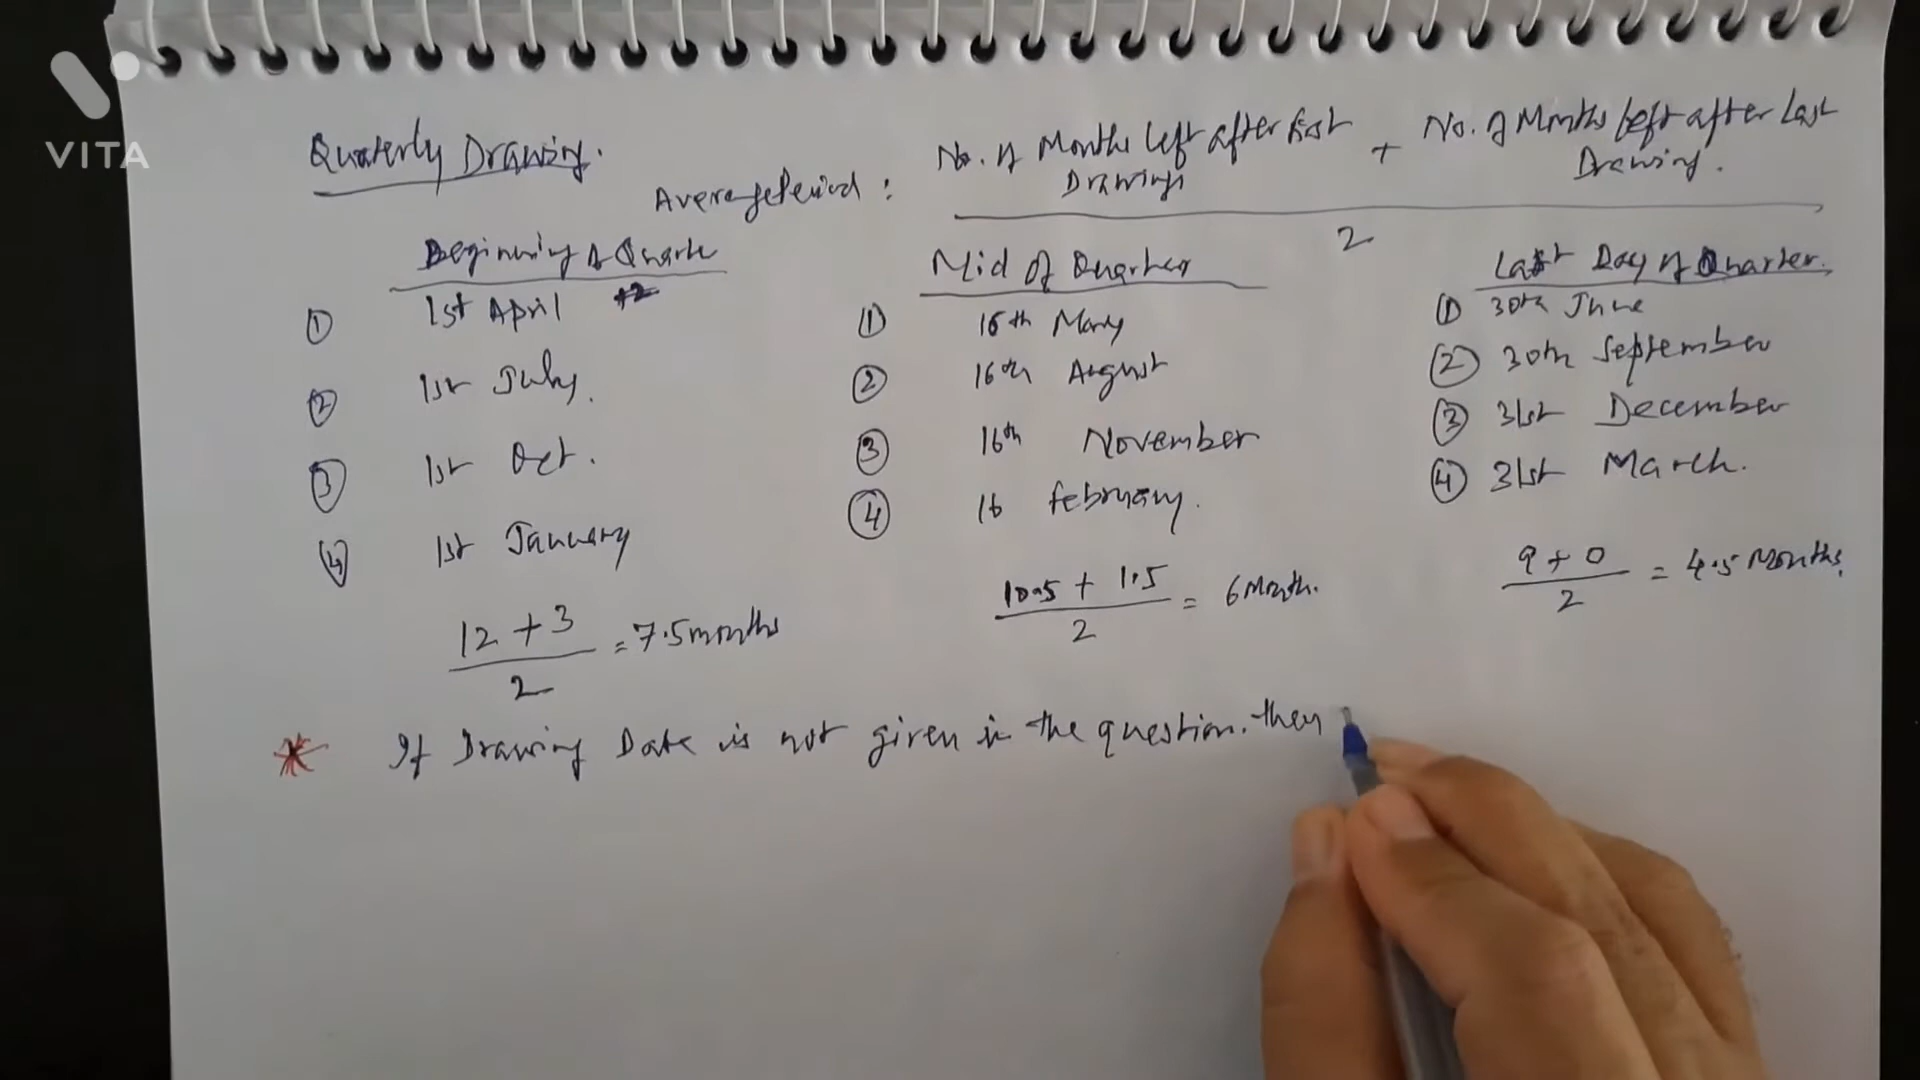 VITA
Quaterly Drawing.
Average Period :
No. of Months left after first Drawings + No. of Months left after Last Drawing.
2
Beginning of Quarte
① 1st April
② 1st July.
③ 1st Oct.
④ 1st January
12 + 3
2
= 7.5 months
Mid of Quarter
① 16th May
② 16th August
③ 16th November
④ 16 february.
10.5 + 1.5
2
= 6 Month.
Last Day of Quarter.
① 30th June
② 30th September
③ 31st December
④ 31st March.
9 + 0
2
= 4.5 Months.
* If Drawing Date is not given in the question. then